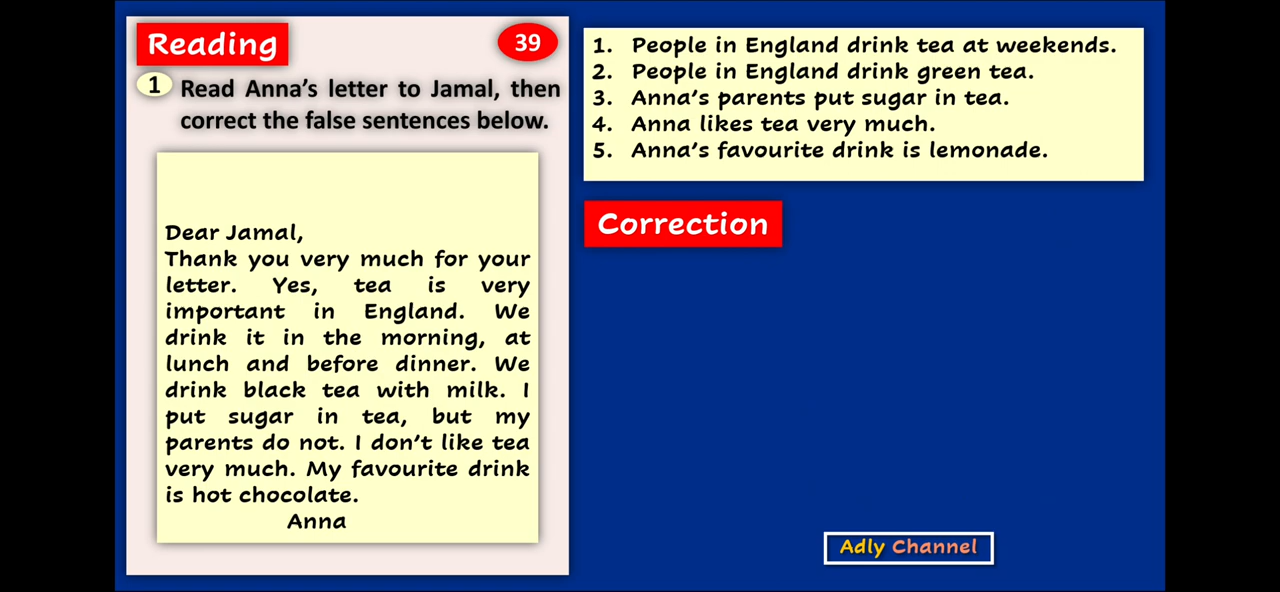 Reading
39
1 Read Anna's letter to Jamal, then
correct the false sentences below.
Dear Jamal,
Thank you very much for your
letter. Yes, tea is very
important in England. We
drink it in the morning, at
lunch and before dinner. We
drink black tea with milk. I
put sugar in tea, but my
parents do not. I don't like tea
very much. My favourite drink
is hot chocolate.
Anna
1. People in England drink tea at weekends.
2. People in England drink green tea.
3. Anna's parents put sugar in tea.
4. Anna likes tea very much.
5. Anna's favourite drink is lemonade.
Correction
Adly Channel